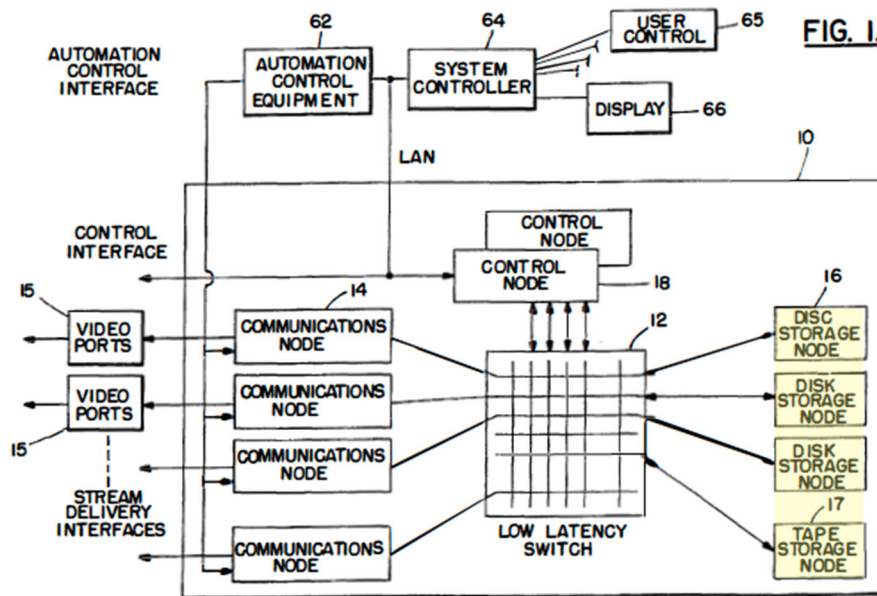 FIG. 1.
AUTOMATION
CONTROL
INTERFACE
62
AUTOMATION
CONTROL
EQUIPMENT
64
SYSTEM
CONTROLLER
USER
CONTROL
65
DISPLAY
66
LAN
10
CONTROL
INTERFACE
CONTROL
NODE
CONTROL
NODE
18
15
VIDEO
PORTS
14
COMMUNICATIONS
NODE
12
16
DISC
STORAGE
NODE
VIDEO
PORTS
15
COMMUNICATIONS
NODE
DISK
STORAGE
NODE
COMMUNICATIONS
NODE
DISK
STORAGE
NODE
STREAM
DELIVERY
INTERFACES
COMMUNICATIONS
NODE
LOW LATENCY
SWITCH
17
TAPE
STORAGE
NODE